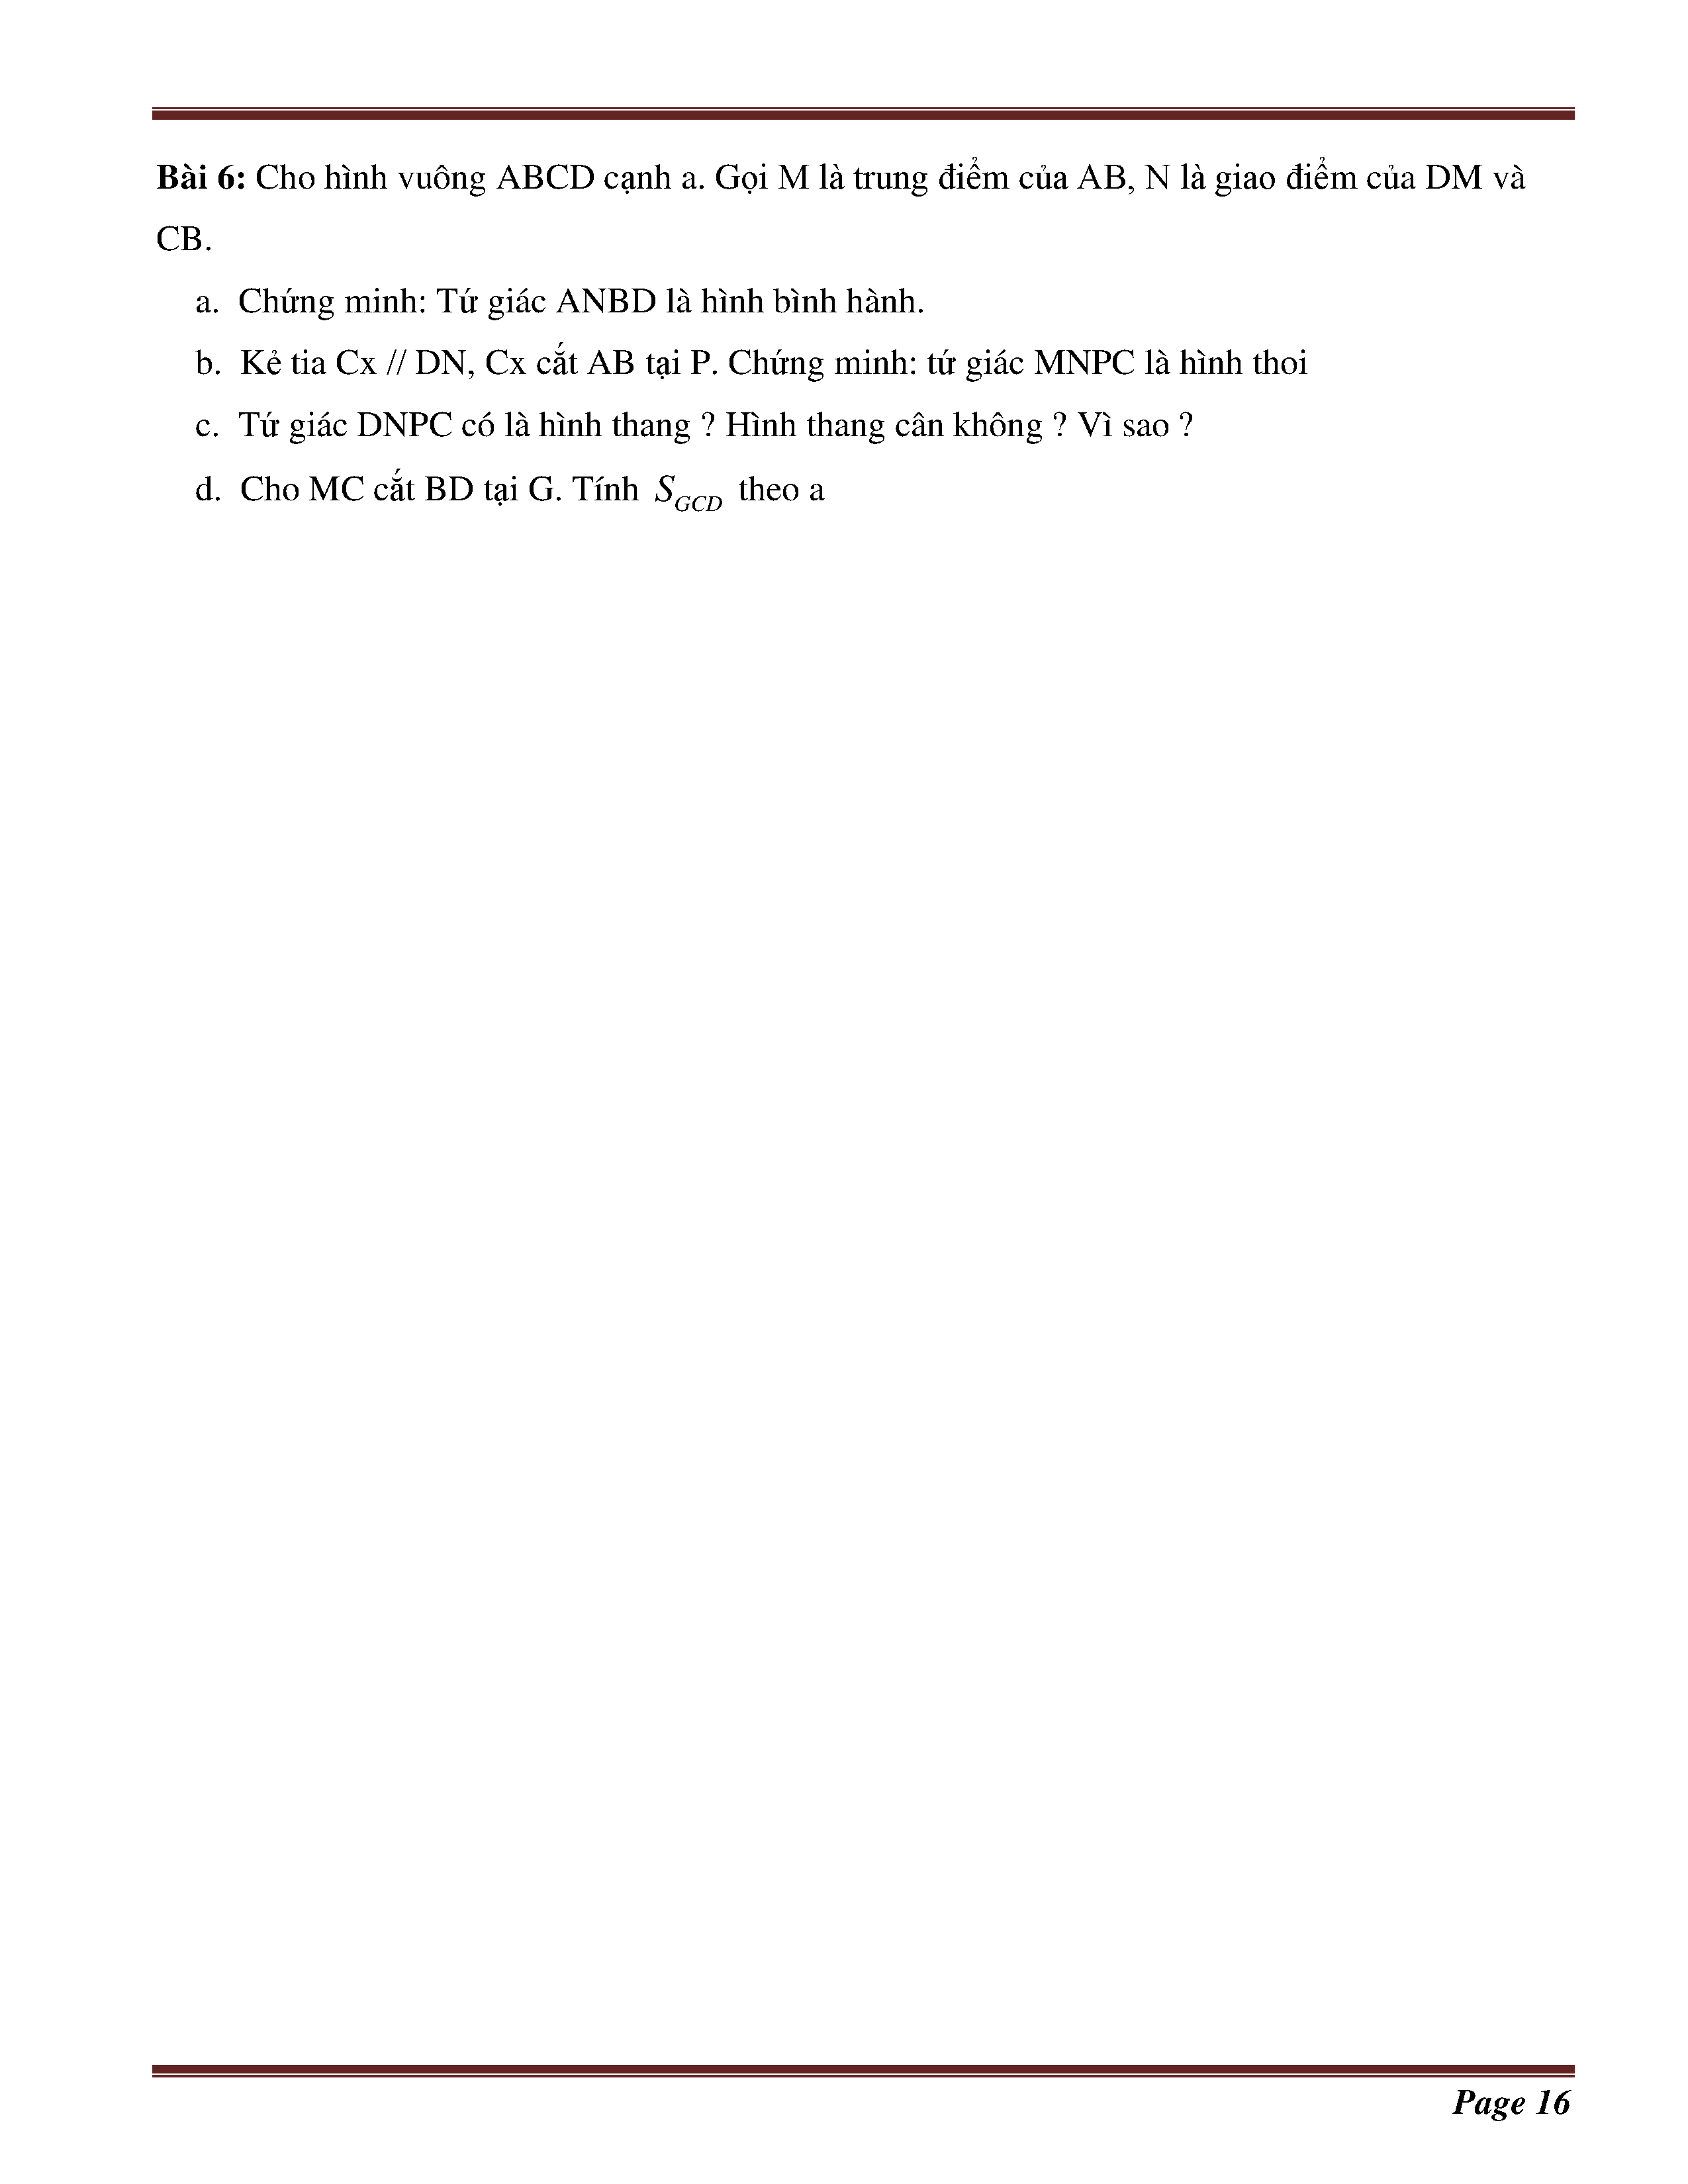 Bài 6: Cho hình vuông ABCD cạnh a. Gọi M là trung điểm của AB, N là giao điểm của DM và
CB.
a. Chứng minh: Tứ giác ANBD là hình bình hành.
b. Kẻ tia Cx // DN, Cx cắt AB tại P. Chứng minh: tứ giác MNPC là hình thoi
c. Tứ giác DNPC có là hình thang ? Hình thang cân không ? Vì sao ?
d. Cho MC cắt BD tại G. Tính S_{GCD} theo a
Page 16